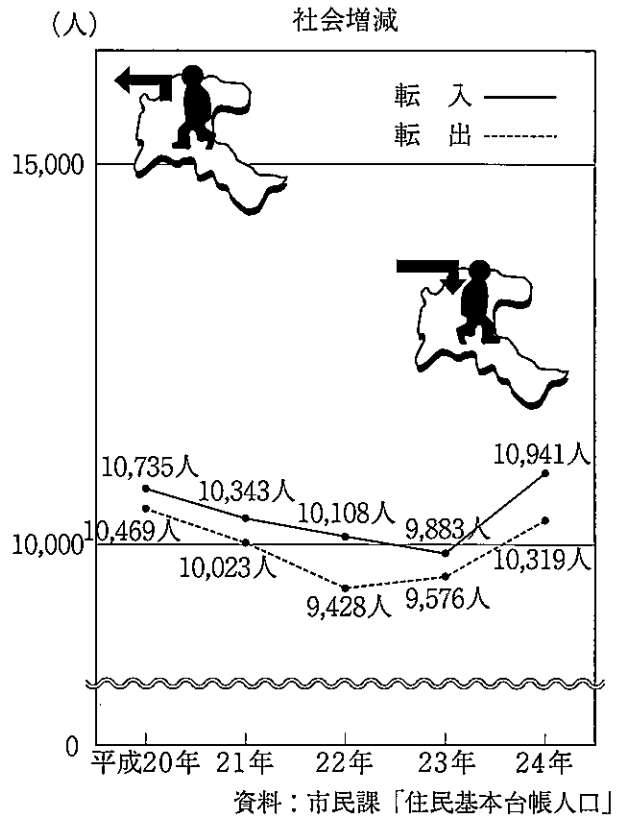 社会増減
(人)
転 入
転 出
15,000
10,735人
10,343人
10,108人
9,883人
10,941人
10,469人
10,000
10,023人
9,428人
9,576人
10,319人
0
平成20年 21年 22年 23年 24年
資料：市民課「住民基本台帳人口」